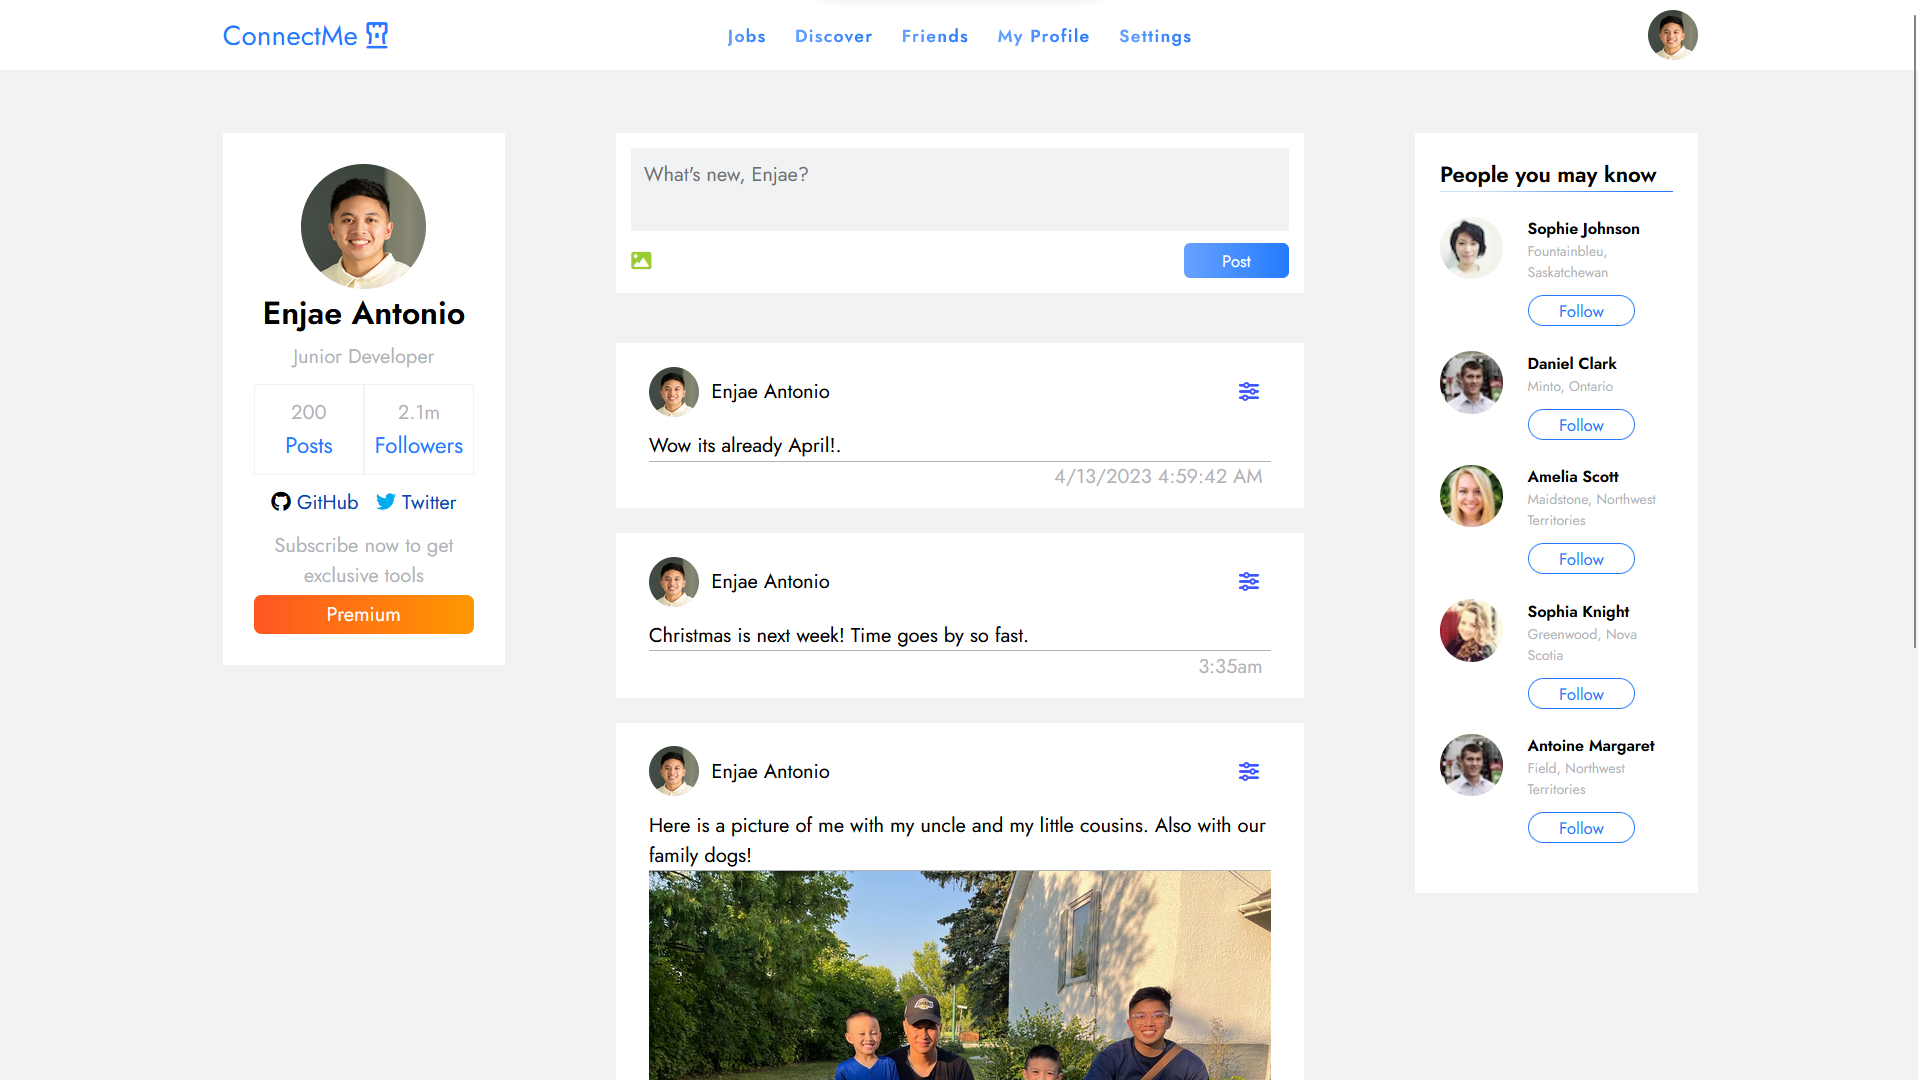 ConnectMe
Jobs Discover Friends My Profile Settings
Enjae Antonio
Junior Developer
200 2.1m
Posts Followers
GitHub Twitter
Subscribe now to get
exclusive tools
Premium
What's new, Enjae?
Post
Enjae Antonio
Wow its already April!.
4/13/2023 4:59:42 AM
Enjae Antonio
Christmas is next week! Time goes by so fast.
3:35am
Enjae Antonio
Here is a picture of me with my uncle and my little cousins. Also with our
family dogs!
People you may know
Sophie Johnson
Fountainbleu,
Saskatchewan
Follow
Daniel Clark
Minto, Ontario
Follow
Amelia Scott
Maidstone, Northwest
Territories
Follow
Sophia Knight
Greenwood, Nova
Scotia
Follow
Antoine Margaret
Field, Northwest
Territories
Follow